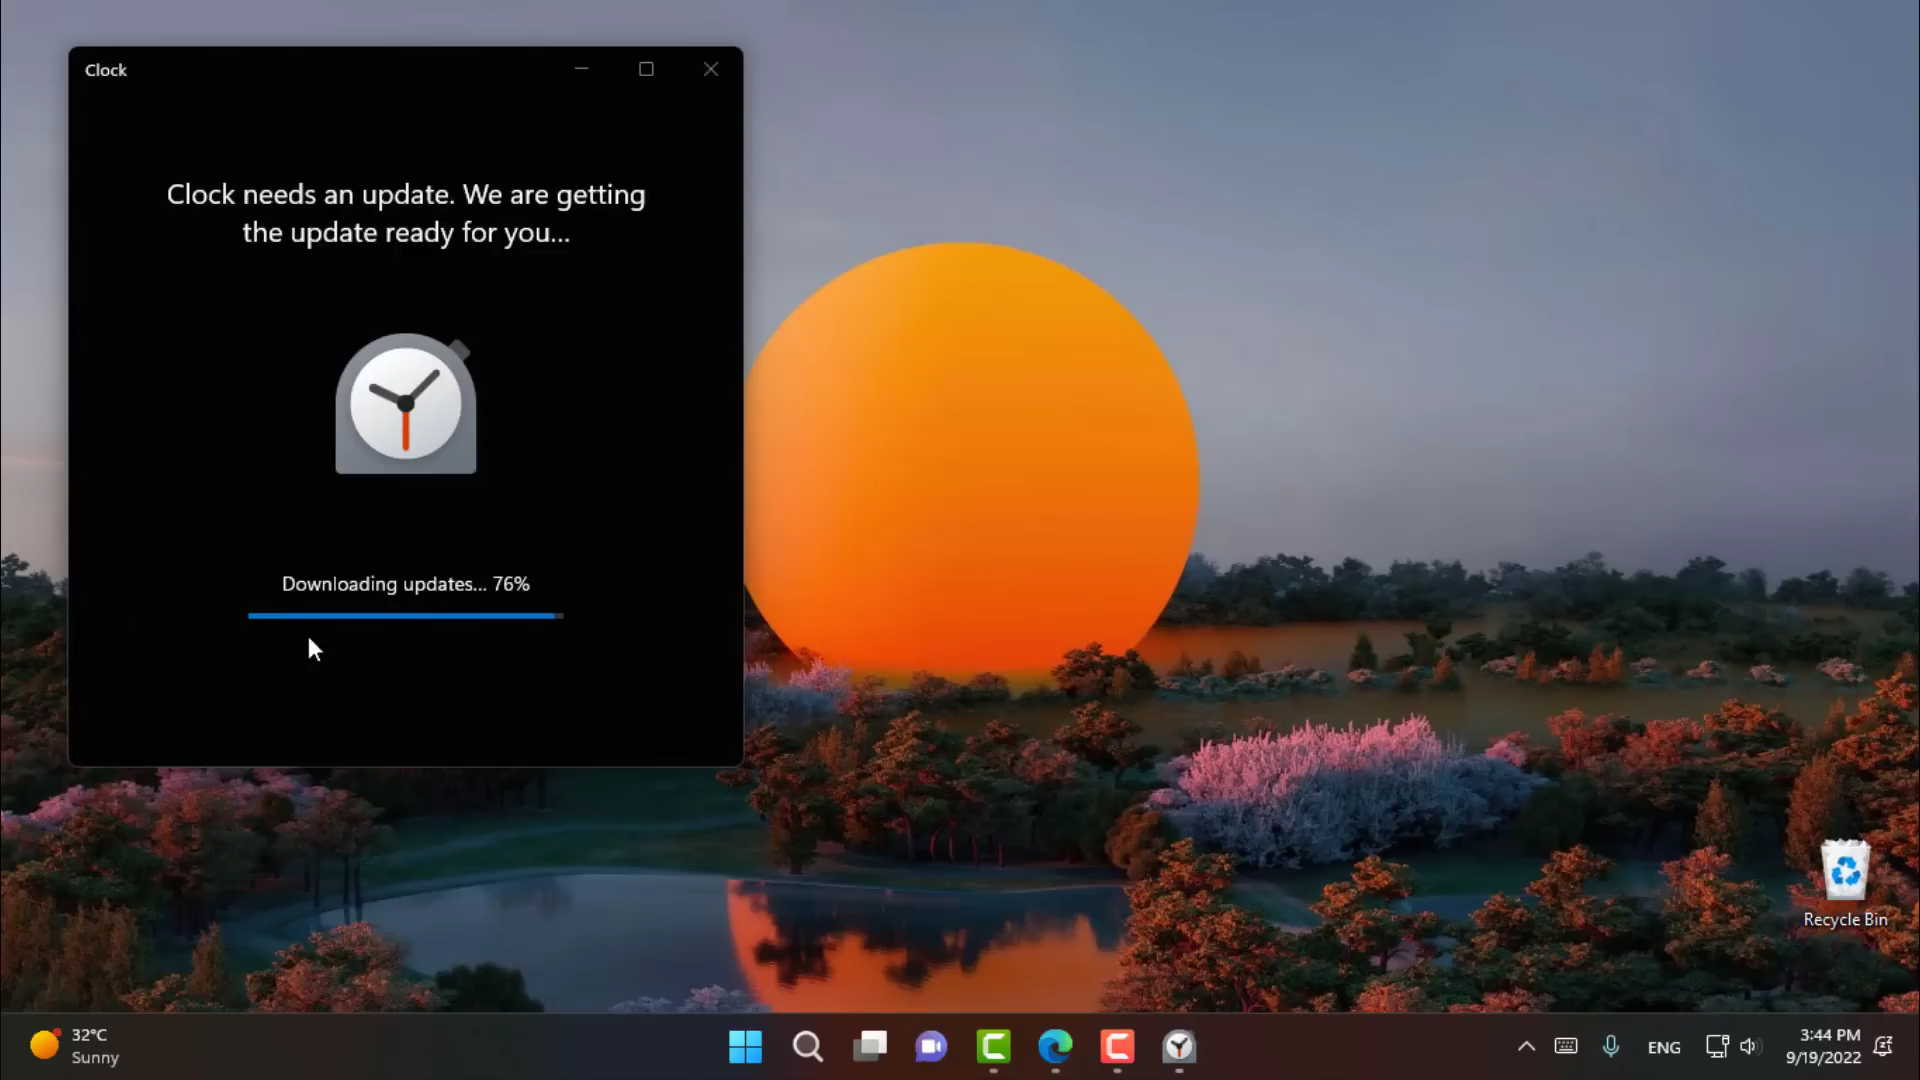 Clock
Clock needs an update. We are getting
the update ready for you...
Downloading updates... 76%
Recycle Bin
32°C
Sunny
ENG
3:44 PM
9/19/2022